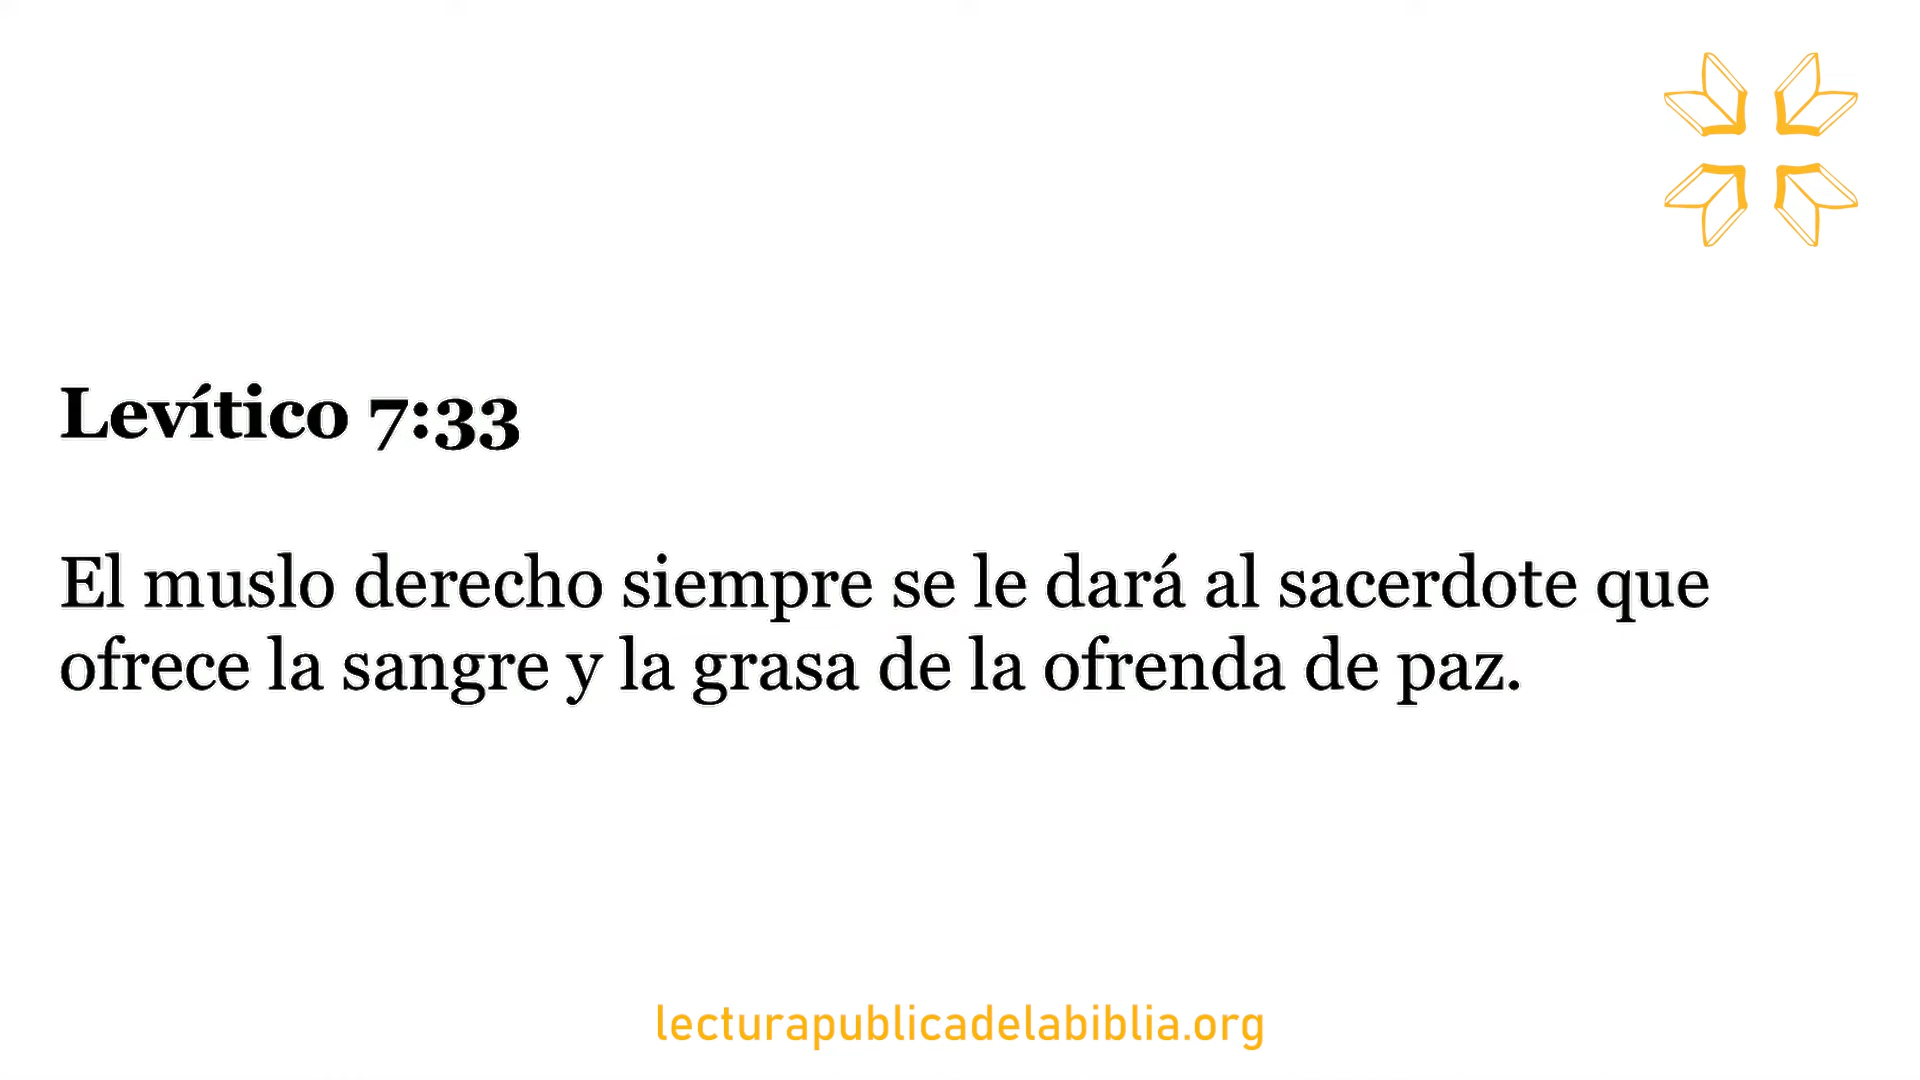 Levítico 7:33
El muslo derecho siempre se le dará al sacerdote que
ofrece la sangre y la grasa de la ofrenda de paz.
lecturapublicadelabiblia.org